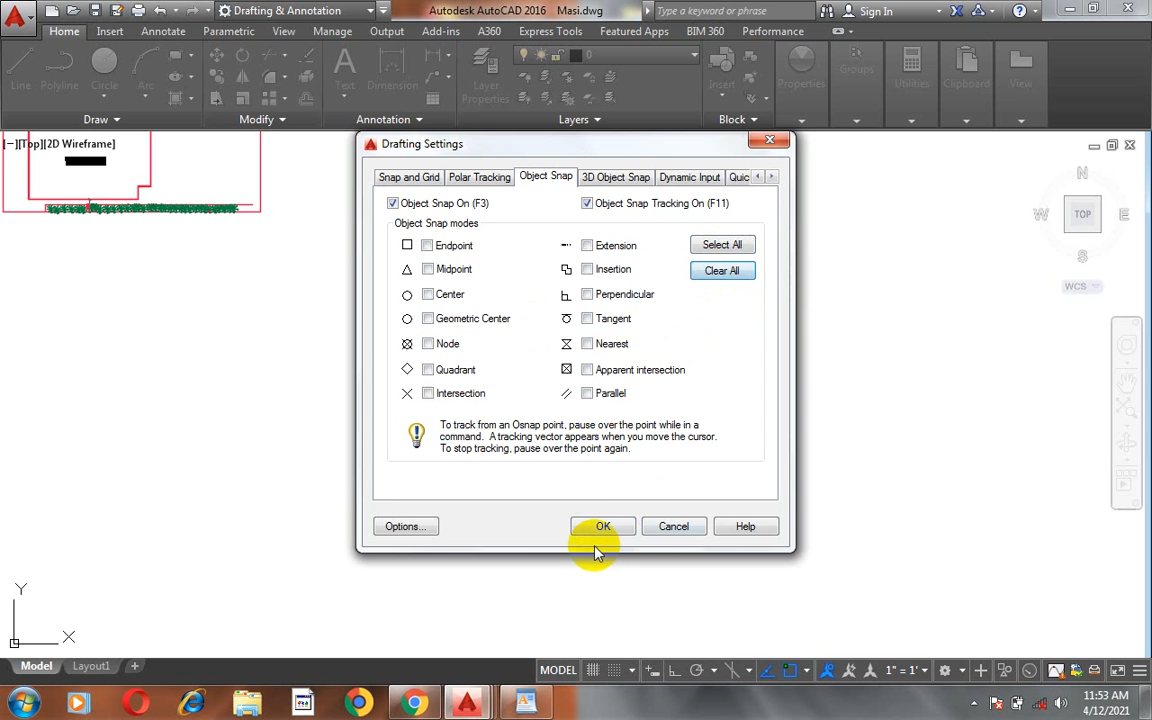 Drafting & Annotation
Autodesk AutoCAD 2016 Masi.dwg
Type a keyword or phrase
Sign In
Home Insert Annotate Parametric View Manage Output Add-ins A360 Express Tools Featured Apps BIM 360 Performance
Line Polyline Circle Arc Text Dimension Layer Properties 0 Insert Properties Groups Utilities Clipboard View
Draw Modify Annotation Layers Block
[−][Top][2D Wireframe]
Drafting Settings
Snap and Grid Polar Tracking Object Snap 3D Object Snap Dynamic Input Quic
Object Snap On (F3) Object Snap Tracking On (F11)
Object Snap modes
Endpoint Extension Select All
Midpoint Insertion Clear All
Center Perpendicular
Geometric Center Tangent
Node Nearest
Quadrant Apparent intersection
Intersection Parallel
To track from an Osnap point, pause over the point while in a
command. A tracking vector appears when you move the cursor.
To stop tracking, pause over the point again.
Options... OK Cancel Help
N
W TOP E
S
WCS
Y
X
Model Layout1 +
MODEL 1" = 1'
11:53 AM
4/12/2021